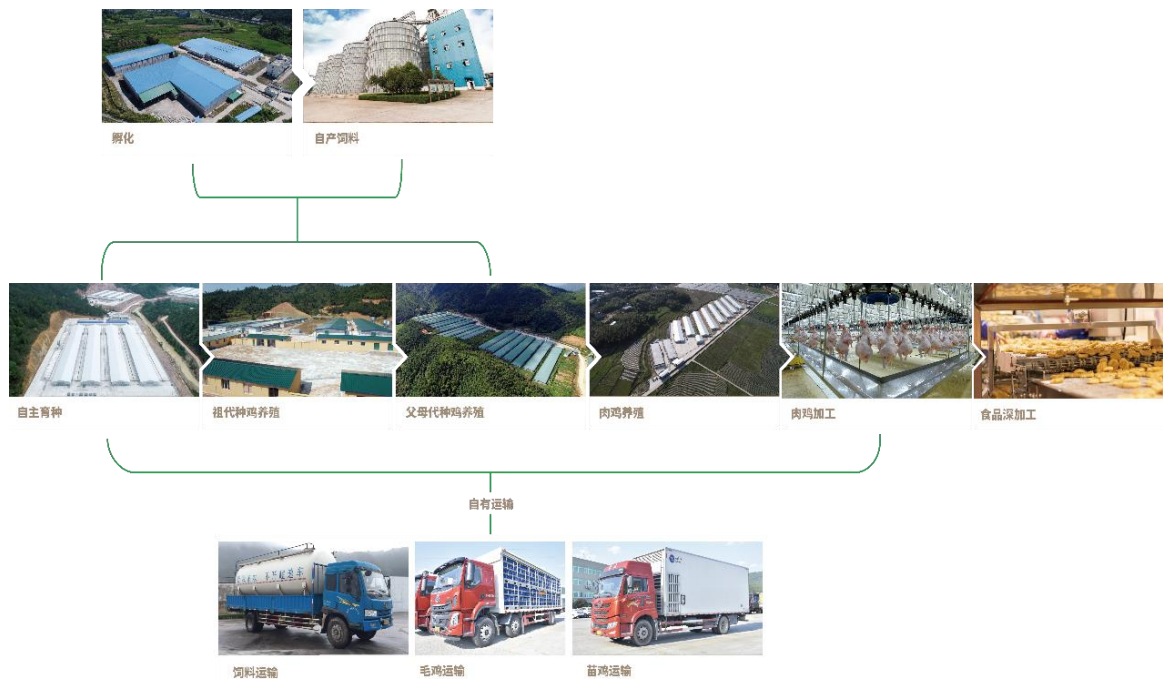 孵化
自产饲料
自主育种
祖代种鸡养殖
父母代种鸡养殖
肉鸡养殖
肉鸡加工
食品深加工
自有运输
饲料运输
毛鸡运输
苗鸡运输